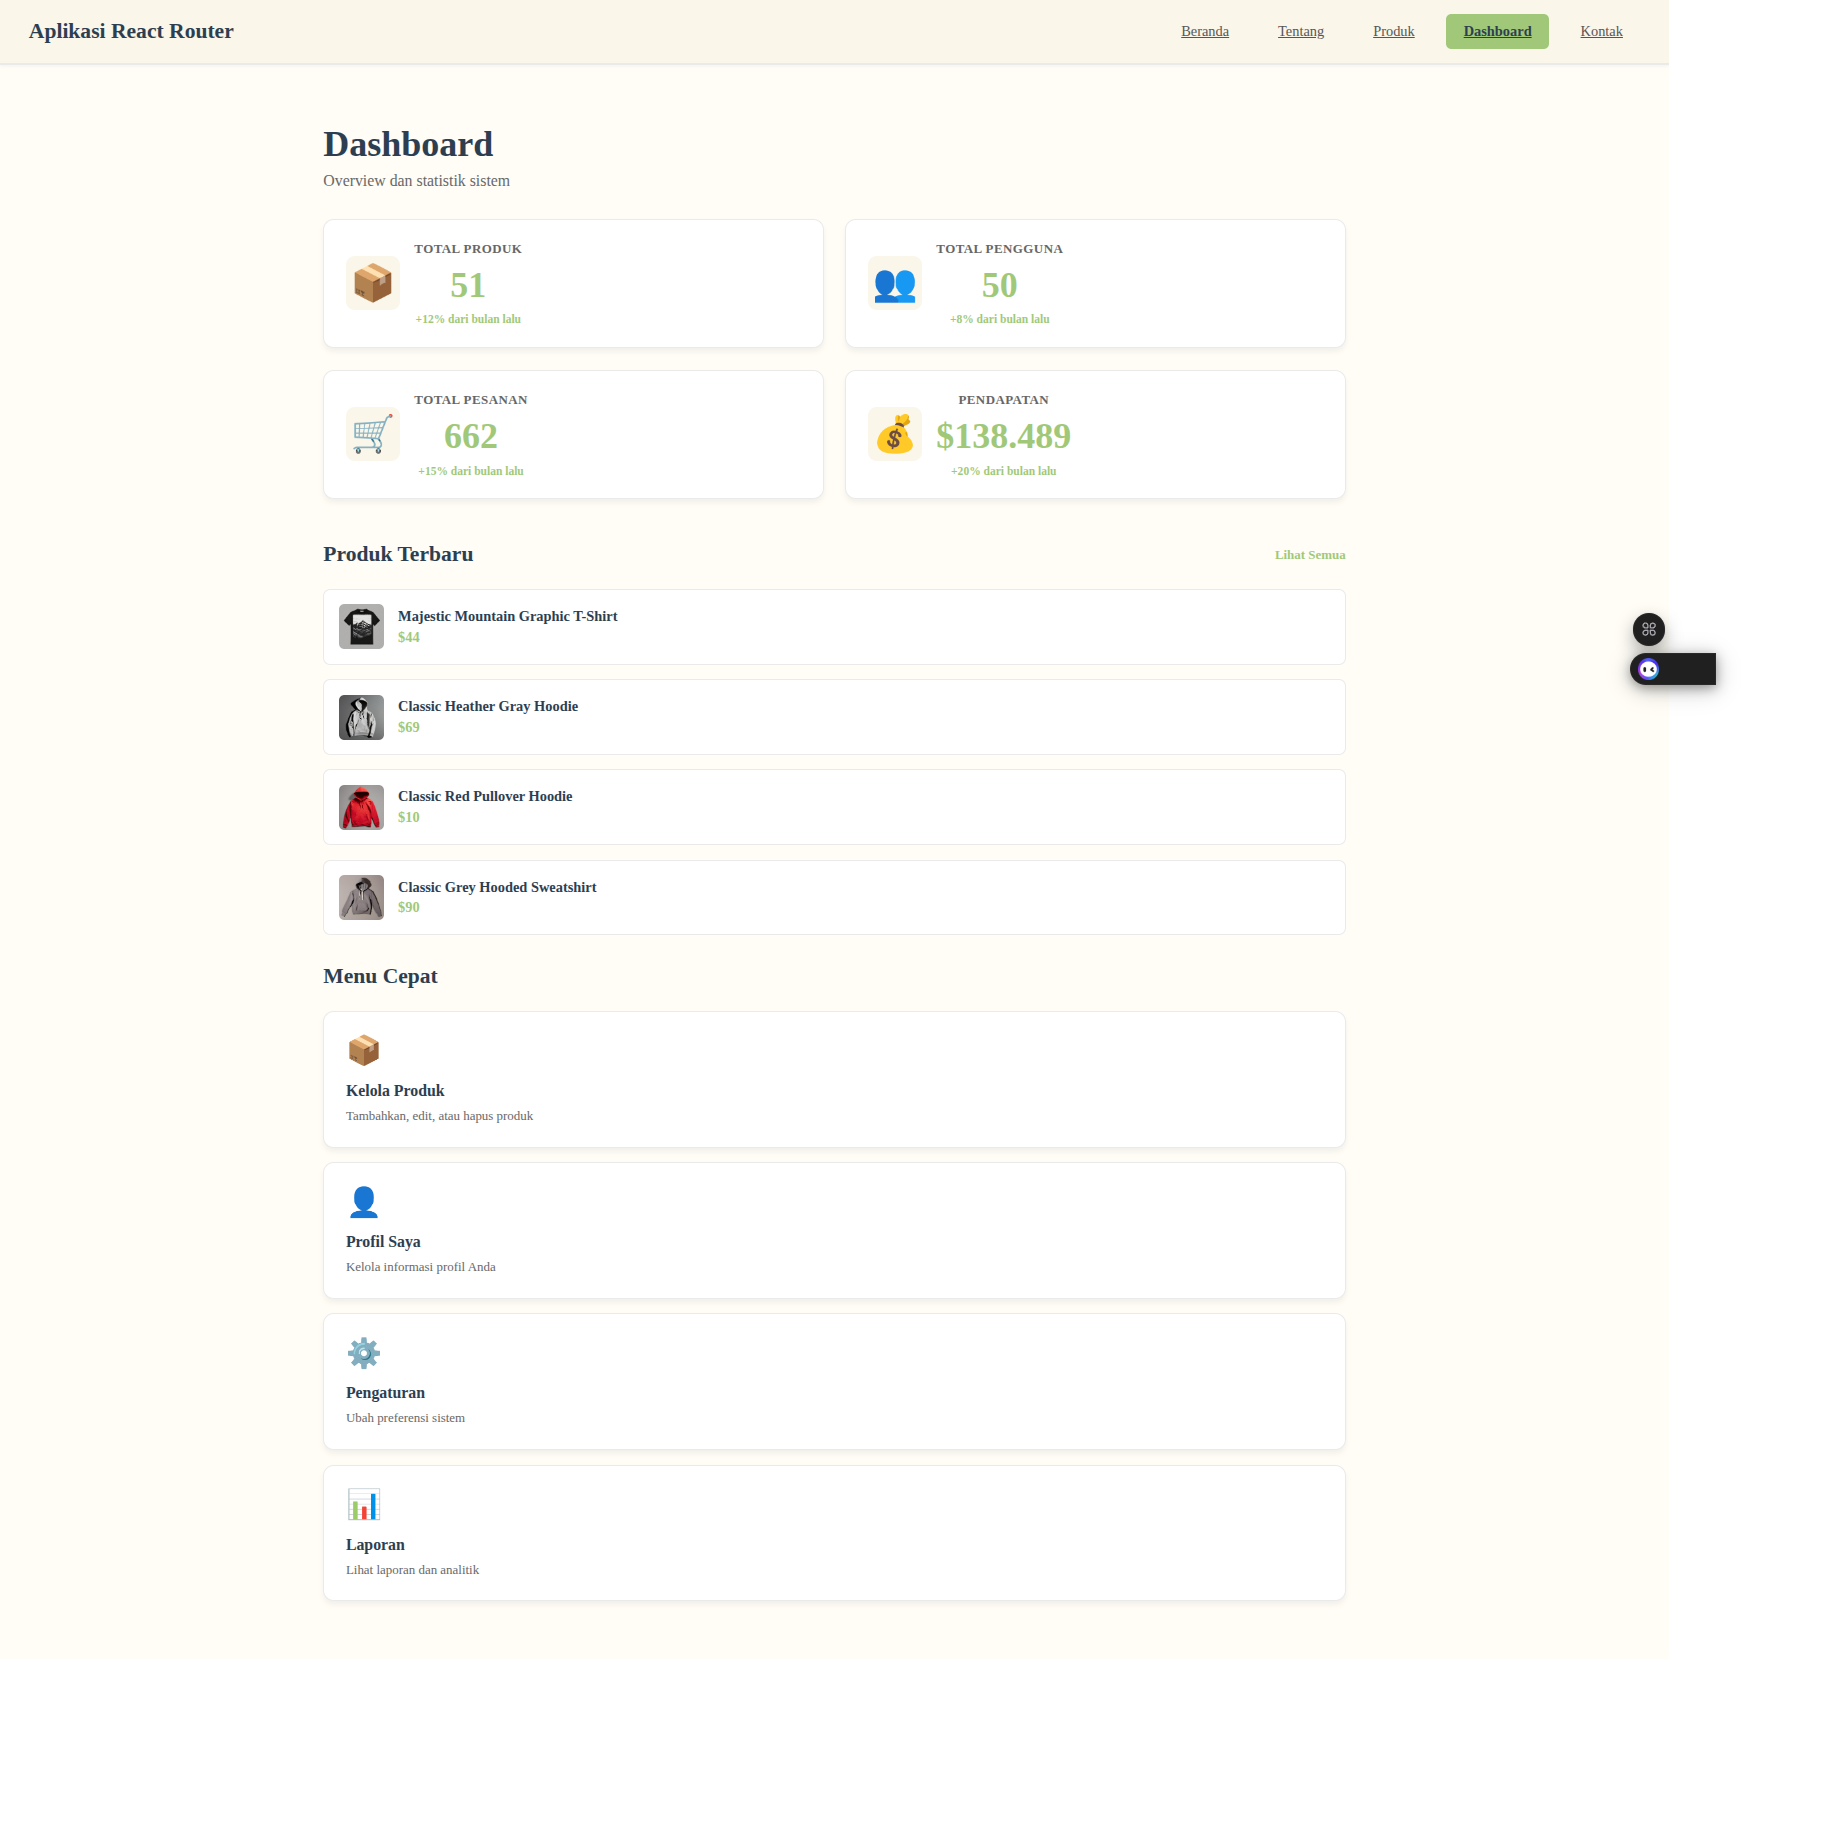 Aplikasi React Router
Beranda
Tentang
Produk
Dashboard
Kontak
Dashboard
Overview dan statistik sistem
TOTAL PRODUK
51
+12% dari bulan lalu
TOTAL PENGGUNA
50
+8% dari bulan lalu
TOTAL PESANAN
662
+15% dari bulan lalu
PENDAPATAN
$138.489
+20% dari bulan lalu
Produk Terbaru
Lihat Semua
Majestic Mountain Graphic T-Shirt
$44
Classic Heather Gray Hoodie
$69
Classic Red Pullover Hoodie
$10
Classic Grey Hooded Sweatshirt
$90
Menu Cepat
Kelola Produk
Tambahkan, edit, atau hapus produk
Profil Saya
Kelola informasi profil Anda
Pengaturan
Ubah preferensi sistem
Laporan
Lihat laporan dan analitik